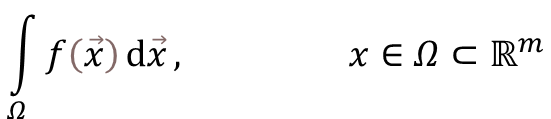 ∫_Ω f(x⃗) dx⃗ , x ∈ Ω ⊂ ℝ^m